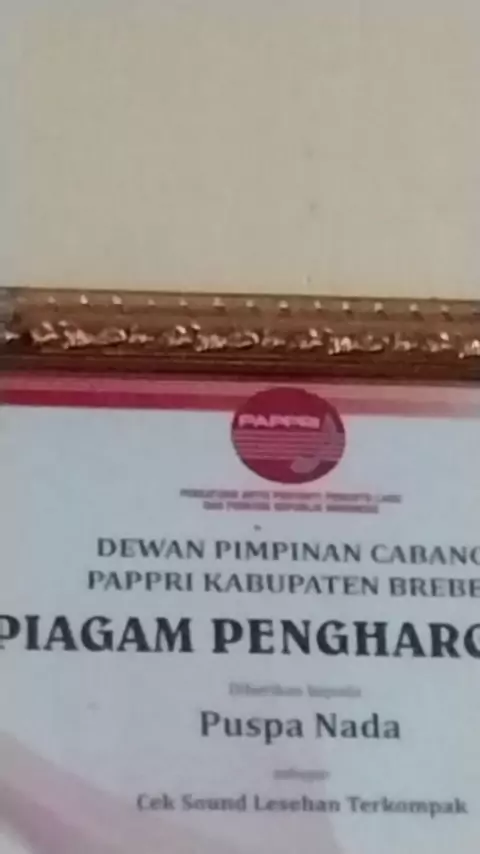 PAPPRI
DEWAN PIMPINAN CABANG
PAPPRI KABUPATEN BREBE
PIAGAM PENGHARG
Diberikan kepada
Puspa Nada
sebagai
Cek Sound Lesehan Terkompak